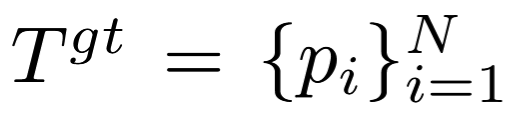 $T^{gt} = \{p_i\}_{i=1}^{N}$